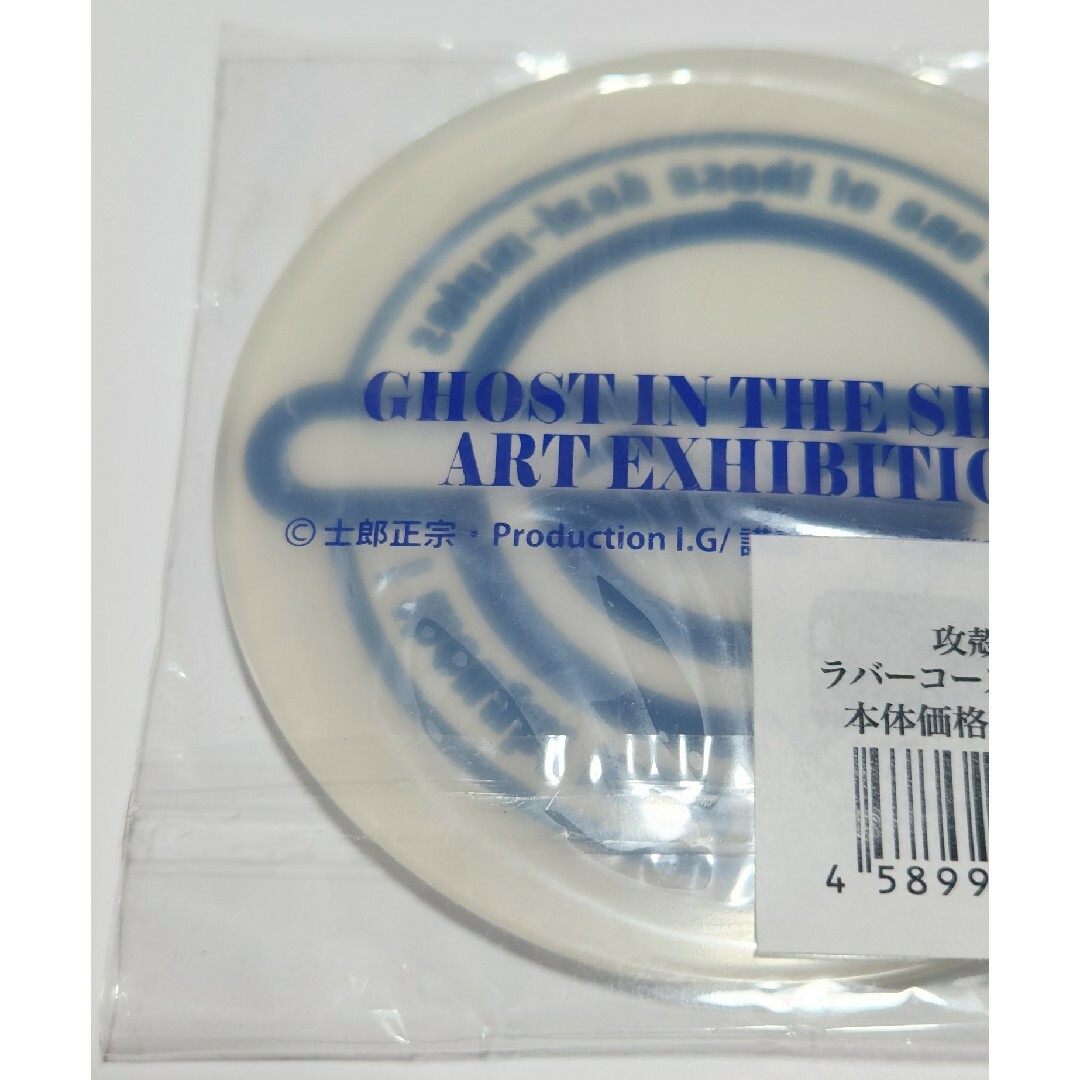 GHOST IN THE SH
ART EXHIBITIO
© 士郎正宗・Production I.G/ 講
攻殻
ラバーコー
本体価格
4 5899